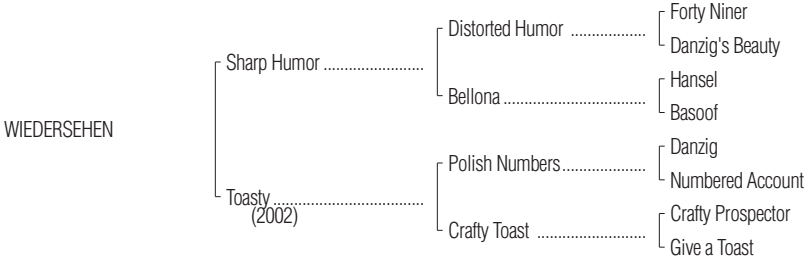 Forty Niner
Distorted Humor ...................
Danzig's Beauty
Sharp Humor .........................
Hansel
Bellona ....................................
Basoof
WIEDERSEHEN
Danzig
Polish Numbers.....................
Numbered Account
Toasty ......................................
(2002)
Crafty Prospector
Crafty Toast ...........................
Give a Toast